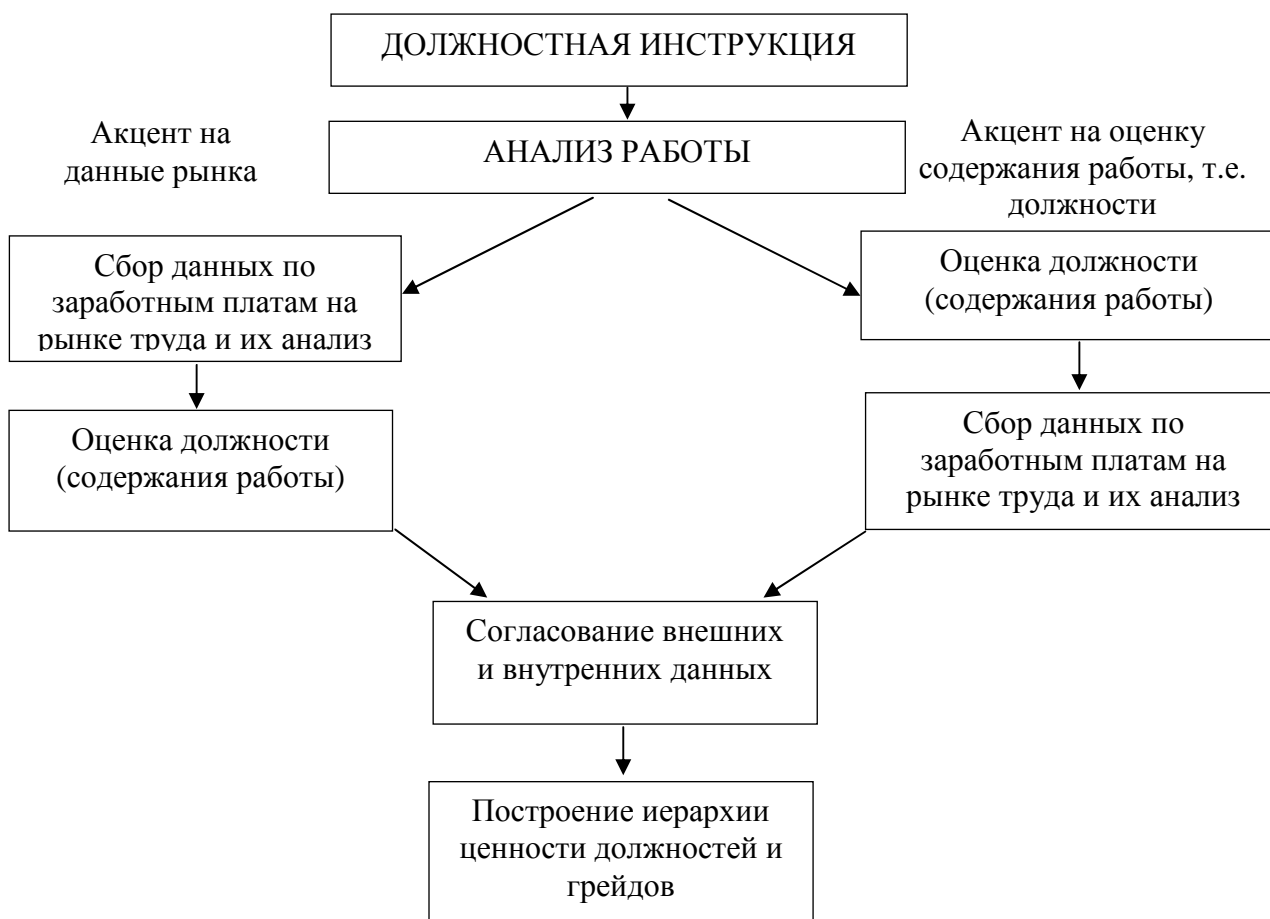 ДОЛЖНОСТНАЯ ИНСТРУКЦИЯ
АНАЛИЗ РАБОТЫ
Акцент на
данные рынка
Акцент на оценку
содержания работы, т.е.
должности
Сбор данных по
заработным платам на
рынке труда и их анализ
Оценка должности
(содержания работы)
Оценка должности
(содержания работы)
Сбор данных по
заработным платам на
рынке труда и их анализ
Согласование внешних
и внутренних данных
Построение иерархии
ценности должностей и
грейдов